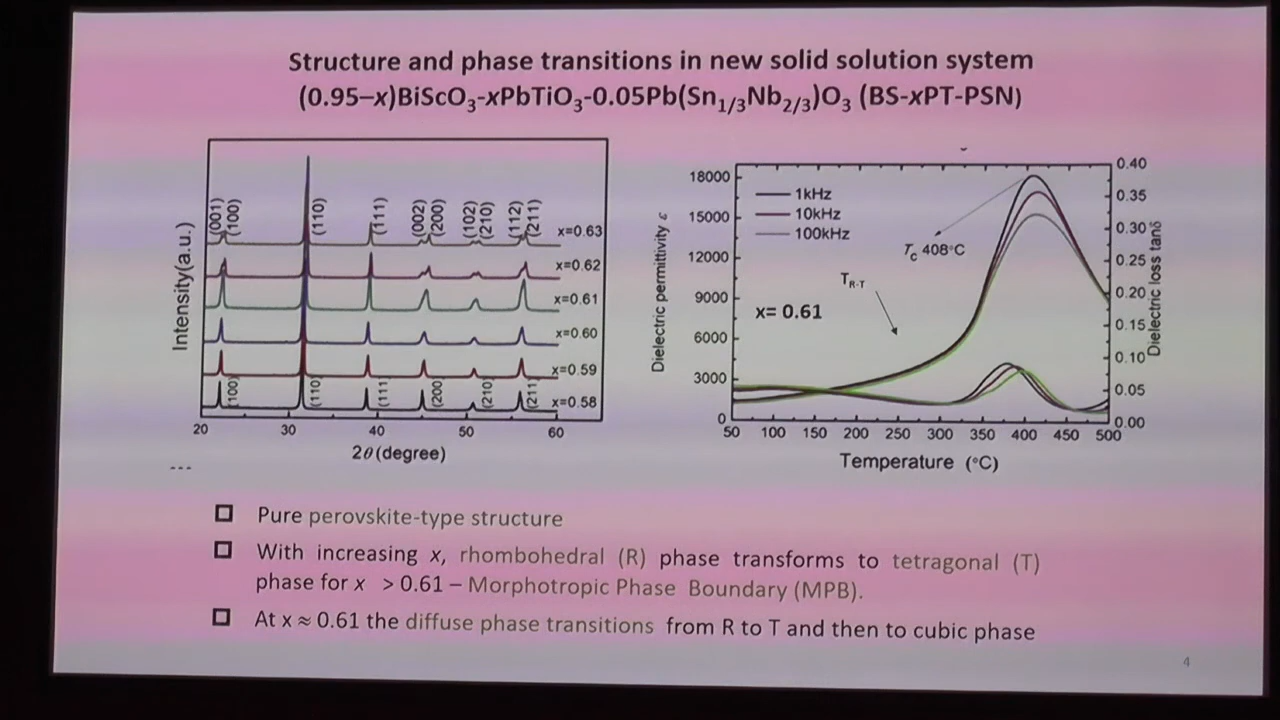 Structure and phase transitions in new solid solution system
(0.95–x)BiScO₃-xPbTiO₃-0.05Pb(Sn₁/₃Nb₂/₃)O₃ (BS-xPT-PSN)
Intensity(a.u.)
(001)
(100)
(110)
(111)
(002)
(200)
(102)
(210)
(112)
(211)
x=0.63
x=0.62
x=0.61
x=0.60
x=0.59
x=0.58
(100)
(110)
(111)
(200)
(210)
(211)
20 30 40 50 60
2θ (degree)
Dielectric permittivity ε
18000
15000
12000
9000
6000
3000
0
1kHz
10kHz
100kHz
T_C 408°C
T_R-T
x= 0.61
0.40
0.35
0.30
0.25
0.20
0.15
0.10
0.05
0.00
Dielectric loss tanδ
50 100 150 200 250 300 350 400 450 500
Temperature (°C)
---
Pure perovskite-type structure
With increasing x, rhombohedral (R) phase transforms to tetragonal (T)
phase for x > 0.61 – Morphotropic Phase Boundary (MPB).
At x ≈ 0.61 the diffuse phase transitions from R to T and then to cubic phase
4